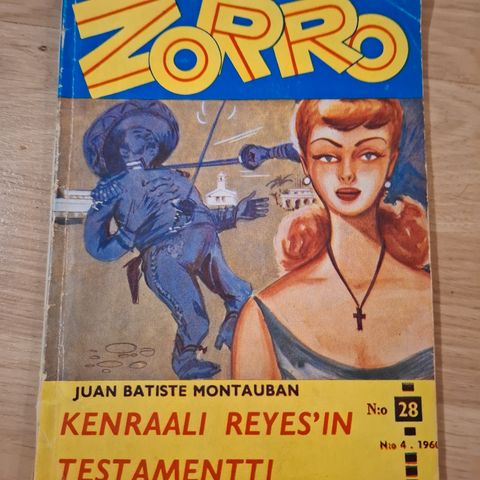 ZORRO
JUAN BATISTE MONTAUBAN
KENRAALI REYES'IN
TESTAMENTTI
N:o 28
N:o 4 . 1960